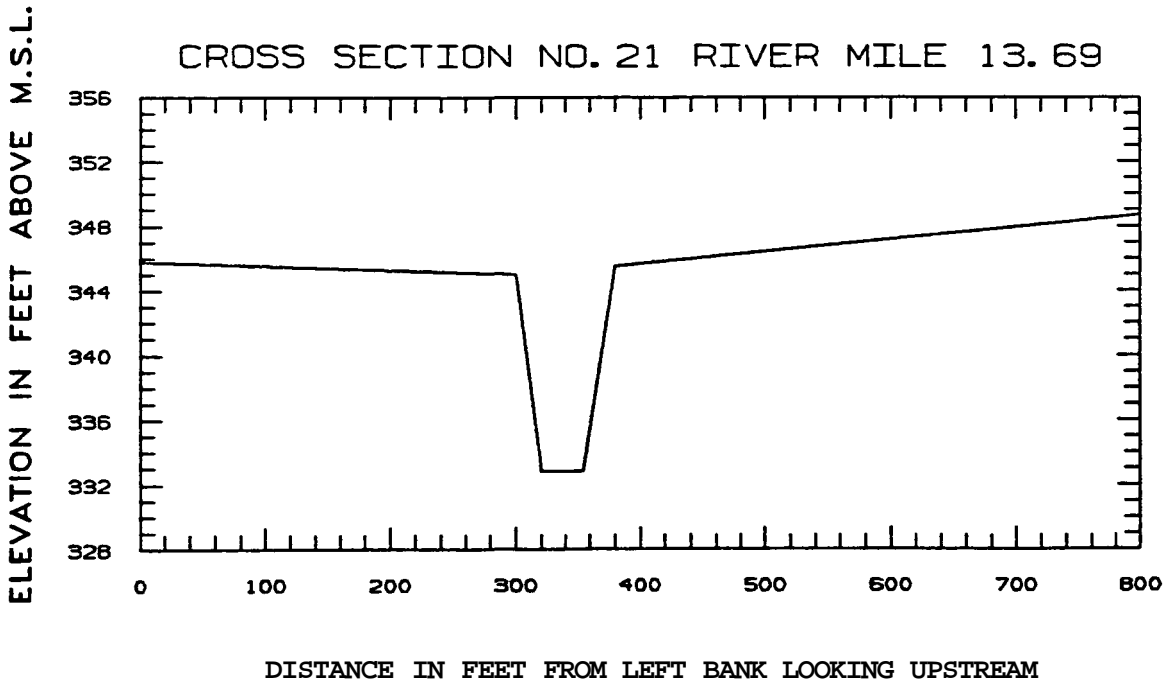 CROSS SECTION NO. 21 RIVER MILE 13.69
ELEVATION IN FEET ABOVE M.S.L.
356
352
348
344
340
336
332
328
0 100 200 300 400 500 600 700 800
DISTANCE IN FEET FROM LEFT BANK LOOKING UPSTREAM